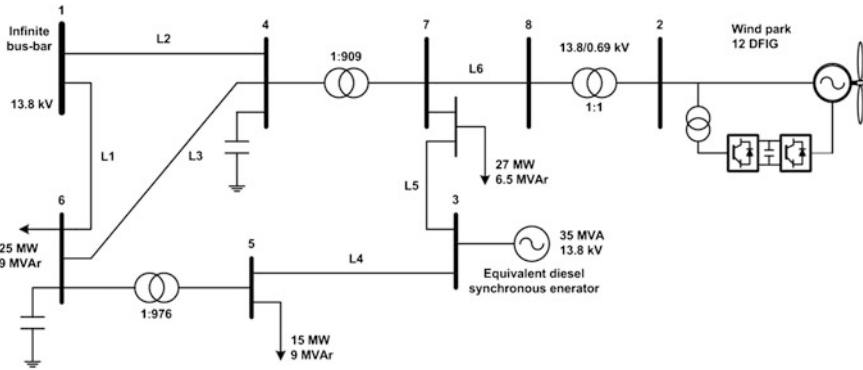 1
Infinite
bus-bar
13.8 kV
L2
4
1:909
7
8
L6
13.8/0.69 kV
1:1
2
Wind park
12 DFIG
L1
L3
27 MW
6.5 MVAr
L5
3
35 MVA
13.8 kV
Equivalent diesel
synchronous enerator
6
25 MW
9 MVAr
1:976
5
L4
15 MW
9 MVAr